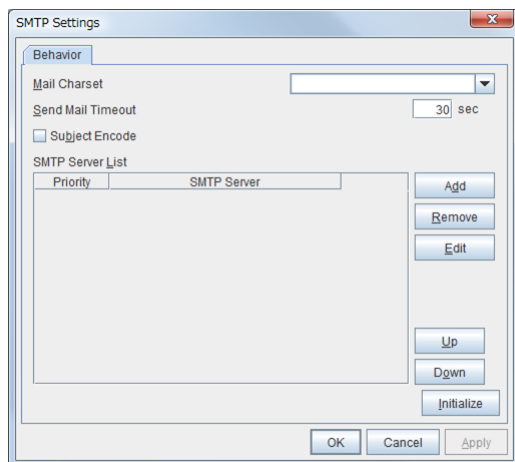 SMTP Settings
Behavior
Mail Charset
Send Mail Timeout 30 sec
Subject Encode
SMTP Server List
Priority SMTP Server
Add
Remove
Edit
Up
Down
Initialize
OK Cancel Apply